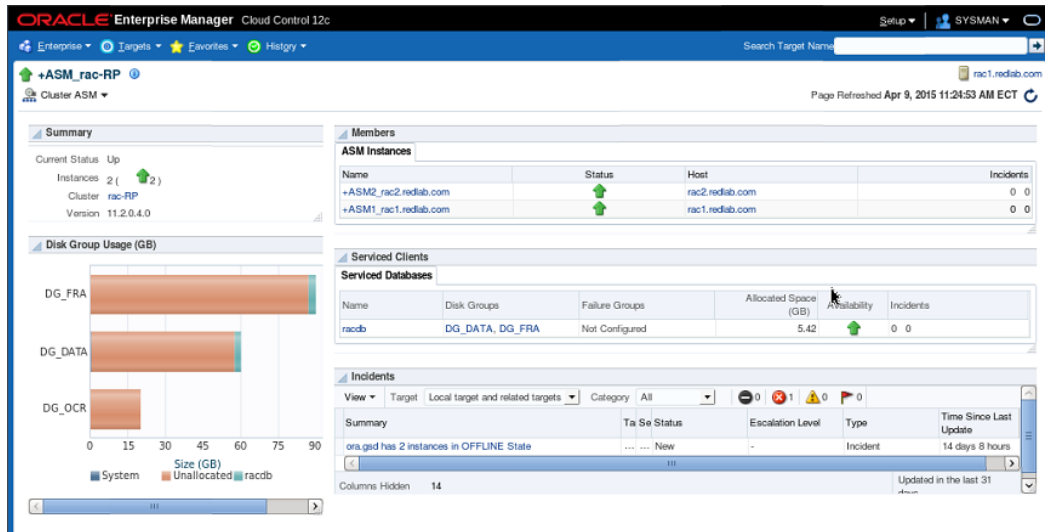 ORACLE Enterprise Manager Cloud Control 12c
Setup SYSMAN
Enterprise Targets Favorites History Search Target Name
+ASM_rac-RP
rac1.redlab.com
Cluster ASM
Page Refreshed Apr 9, 2015 11:24:53 AM ECT
Summary
Current Status Up
Instances 2 ( 2 )
Cluster rac-RP
Version 11.2.0.4.0
Disk Group Usage (GB)
DG_FRA
DG_DATA
DG_OCR
0 15 30 45 60 75 90
Size (GB)
System Unallocated racdb
Members
ASM Instances
Name Status Host Incidents
+ASM2_rac2.redlab.com rac2.redlab.com 0 0
+ASM1_rac1.redlab.com rac1.redlab.com 0 0
Serviced Clients
Serviced Databases
Name Disk Groups Failure Groups Allocated Space (GB) Availability Incidents
racdb DG_DATA, DG_FRA Not Configured 5.42 0 0
Incidents
View Target Local target and related targets Category All 0 1 0 0
Summary Ta Se Status Escalation Level Type Time Since Last Update
ora.gsd has 2 instances in OFFLINE State ... ... New - Incident 14 days 8 hours
Columns Hidden 14
Updated in the last 31
days